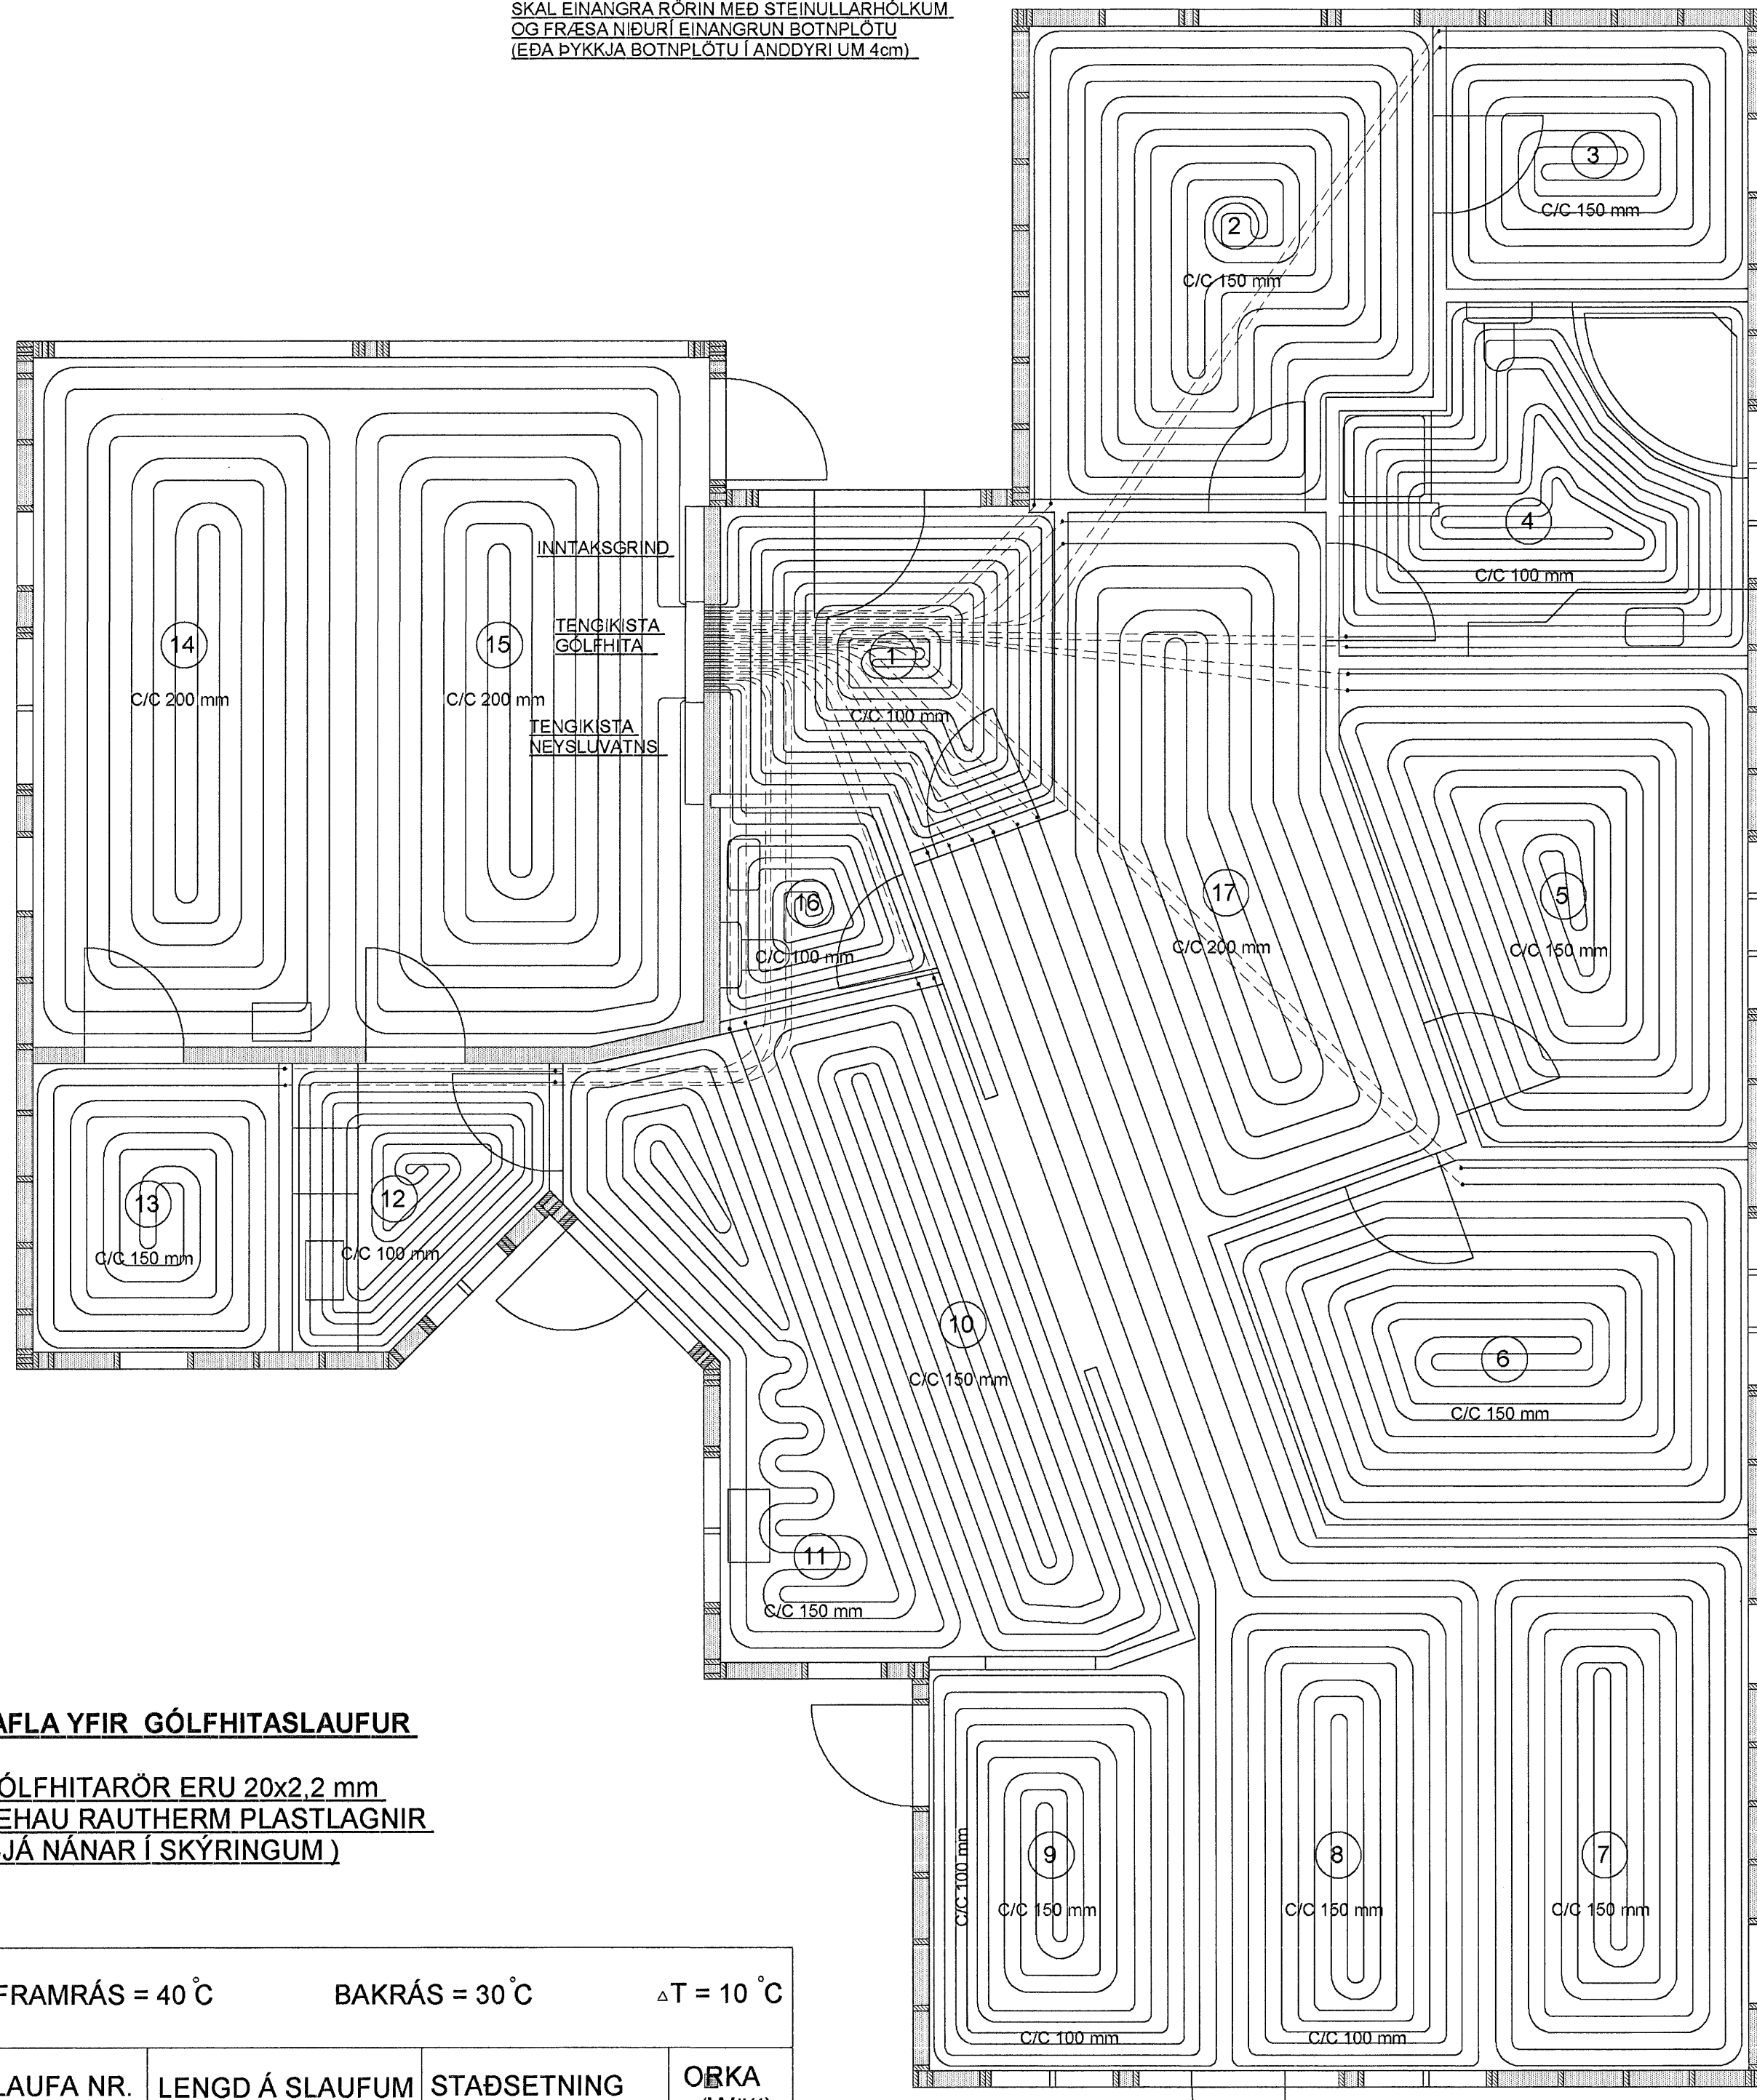 SKAL EINANGRA RÖRIN MEÐ STEINULLARHÓLKUM
OG FRÆSA NIÐURÍ EINANGRUN BOTNPLÖTU
(EÐA ÞYKKJA BOTNPLÖTU Í ANDDYRI UM 4cm)
2
C/C 150 mm
3
C/C 150 mm
4
C/C 100 mm
INNTAKSGRIND
TENGIKISTA
GÓLFHITA
TENGIKISTA
NEYSLUVATNS
14
C/C 200 mm
15
C/C 200 mm
1
C/C 100 mm
16
C/C 100 mm
17
C/C 200 mm
5
C/C 150 mm
13
C/C 150 mm
12
C/C 100 mm
10
C/C 150 mm
6
C/C 150 mm
11
C/C 150 mm
9
C/C 150 mm
C/C 100 mm
C/C 100 mm
8
C/C 150 mm
C/C 100 mm
7
C/C 150 mm
AFLA YFIR GÓLFHITASLAUFUR
ÓLFHITARÖR ERU 20x2,2 mm
EHAU RAUTHERM PLASTLAGNIR
JÁ NÁNAR Í SKÝRINGUM )
FRAMRÁS = 40°C BAKRÁS = 30°C △T = 10 °C
LAUFA NR. LENGD Á SLAUFUM STAÐSETNING ORKA